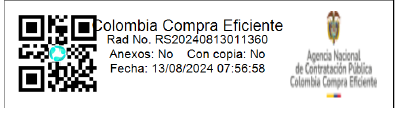 Colombia Compra Eficiente
Rad No. RS20240813011360
Anexos: No Con copia: No
Fecha: 13/08/2024 07:56:58
Agencia Nacional
de Contratación Pública
Colombia Compra Eficiente